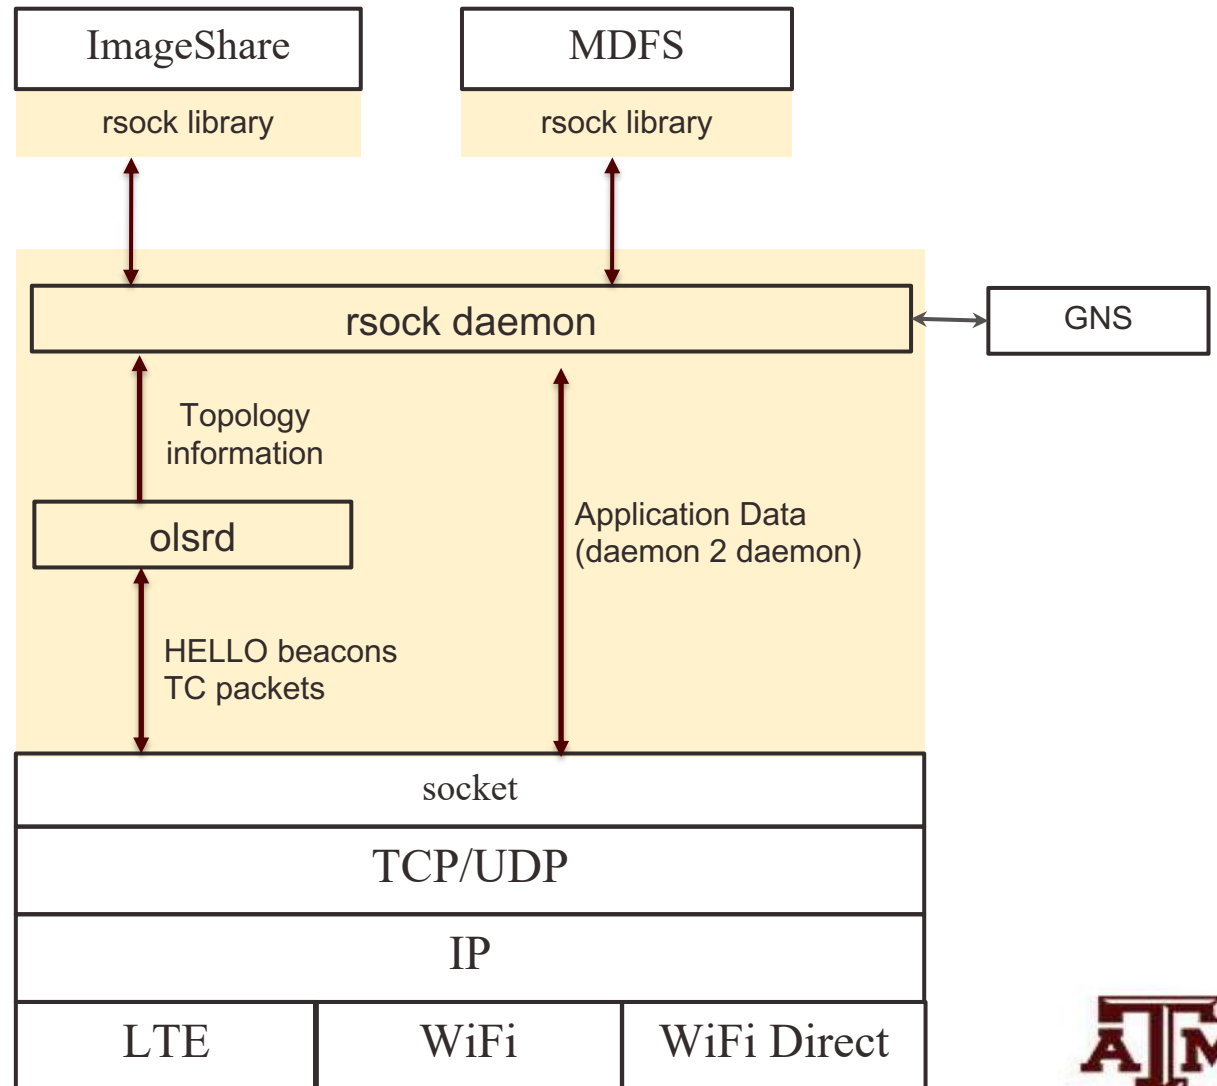 ImageShare
MDFS
rsock library
rsock library
rsock daemon
GNS
Topology
information
olsrd
Application Data
(daemon 2 daemon)
HELLO beacons
TC packets
socket
TCP/UDP
IP
LTE
WiFi
WiFi Direct
ATM